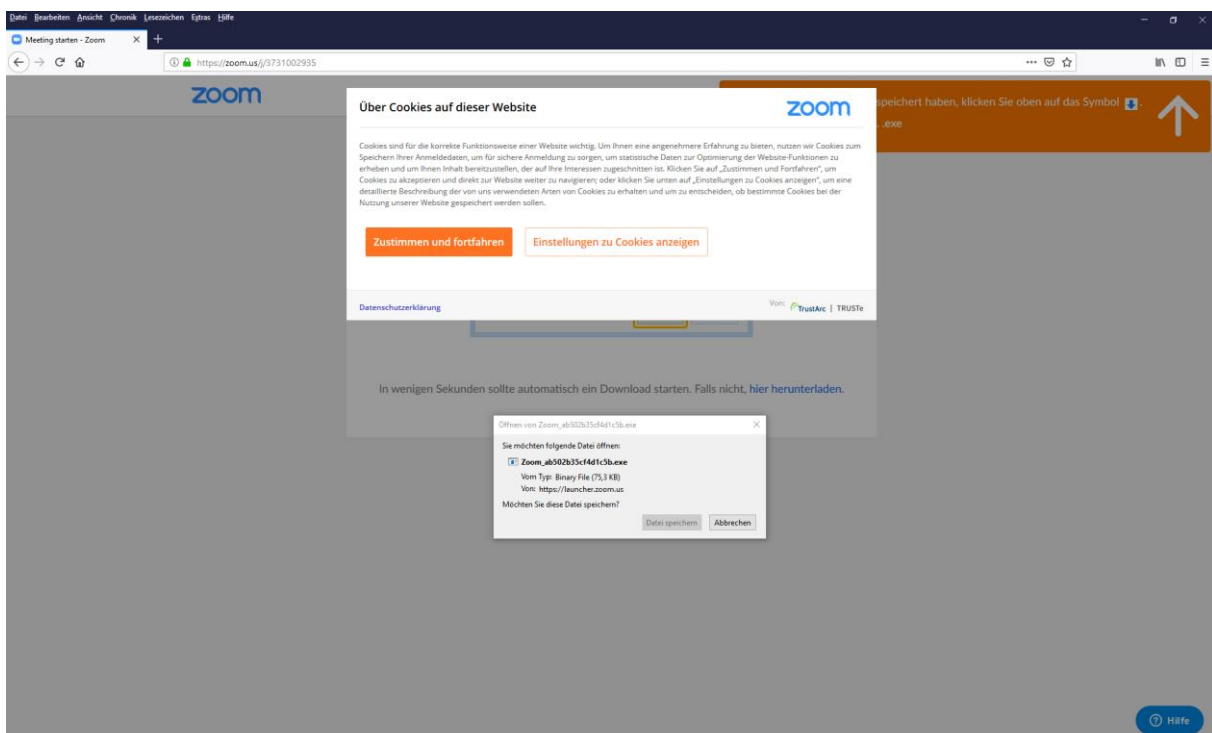 Datei Bearbeiten Ansicht Chronik Lesezeichen Extras Hilfe
Meeting starten - Zoom
https://zoom.us/j/3731002935
zoom
speichert haben, klicken Sie oben auf das Symbol
.exe
Über Cookies auf dieser Website
zoom
Cookies sind für die korrekte Funktionsweise einer Website wichtig. Um Ihnen eine angenehmere Erfahrung zu bieten, nutzen wir Cookies zum
Speichern Ihrer Anmeldedaten, um für sichere Anmeldung zu sorgen, um statistische Daten zur Optimierung der Website-Funktionen zu
erheben und um Ihnen Inhalt bereitzustellen, der auf Ihre Interessen zugeschnitten ist. Klicken Sie auf „Zustimmen und Fortfahren", um
Cookies zu akzeptieren und direkt zur Website weiter zu navigieren; oder klicken Sie unten auf „Einstellungen zu Cookies anzeigen", um eine
detaillierte Beschreibung der von uns verwendeten Arten von Cookies zu erhalten und um zu entscheiden, ob bestimmte Cookies bei der
Nutzung unserer Website gespeichert werden sollen.
Zustimmen und fortfahren
Einstellungen zu Cookies anzeigen
Datenschutzerklärung
Von: TrustArc | TRUSTe
In wenigen Sekunden sollte automatisch ein Download starten. Falls nicht, hier herunterladen.
Öffnen von Zoom_ab502b35cf4d1c5b.exe
Sie möchten folgende Datei öffnen:
Zoom_ab502b35cf4d1c5b.exe
Vom Typ: Binary File (75,3 KB)
Von: https://launcher.zoom.us
Möchten Sie diese Datei speichern?
Datei speichern
Abbrechen
Hilfe